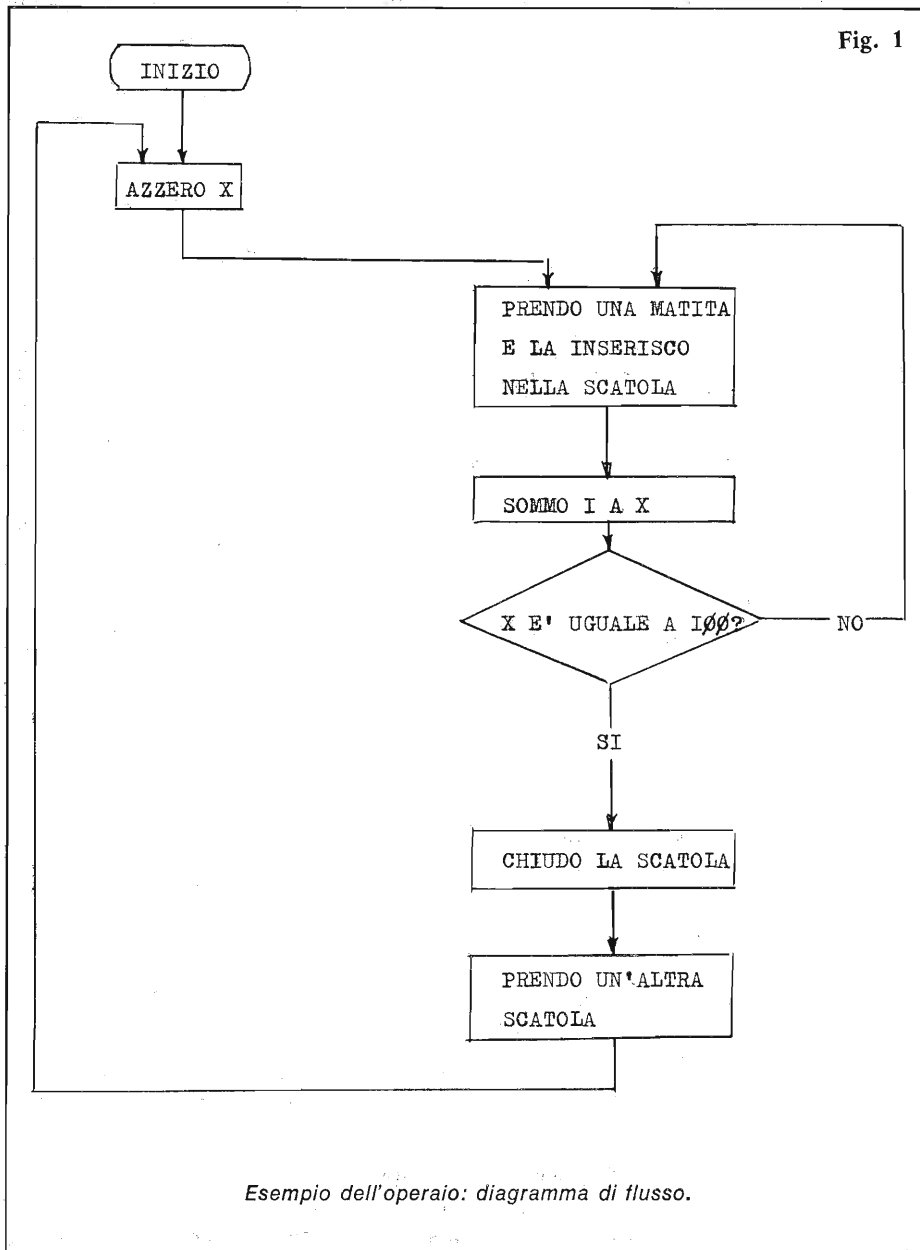 Fig. 1
INIZIO
AZZERO X
PRENDO UNA MATITA
E LA INSERISCO
NELLA SCATOLA
SOMMO I A X
X E' UGUALE A IØØ?
NO
SI
CHIUDO LA SCATOLA
PRENDO UN'ALTRA
SCATOLA
Esempio dell'operaio: diagramma di flusso.